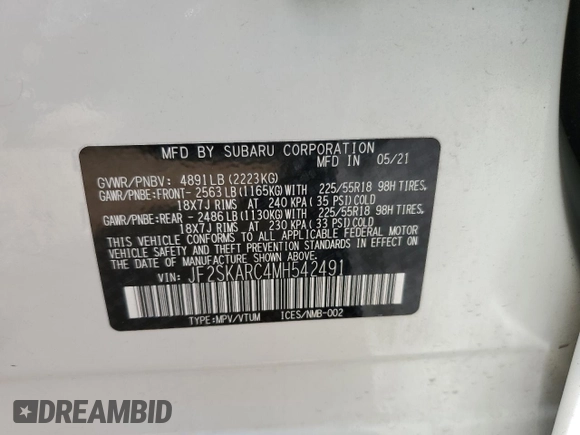 MFD BY SUBARU CORPORATION
MFD IN 05/21
GVWR/PNBV: 4891LB(2223KG)
GAWR/PNBE:FRONT- 2563LB(1165KG)WITH 225/55R18 98H TIRES
18X7J RIMS AT 240 KPA(35 PSI)COLD
GAWR/PNBE:REAR - 2486LB(1130KG)WITH 225/55R18 98H TIRES
18X7J RIMS AT 230 KPA(33 PSI)COLD
THIS VEHICLE CONFORMS TO ALL APPLICABLE FEDERAL MOTOR
VEHICLE SAFETY AND BUMPER STANDARDS IN EFFECT ON
THE DATE OF MANUFACTURE SHOWN ABOVE.
VIN: JF2SKARC4MH542491
TYPE:MPV/VTUM ICES/NMB-002
DREAMBID